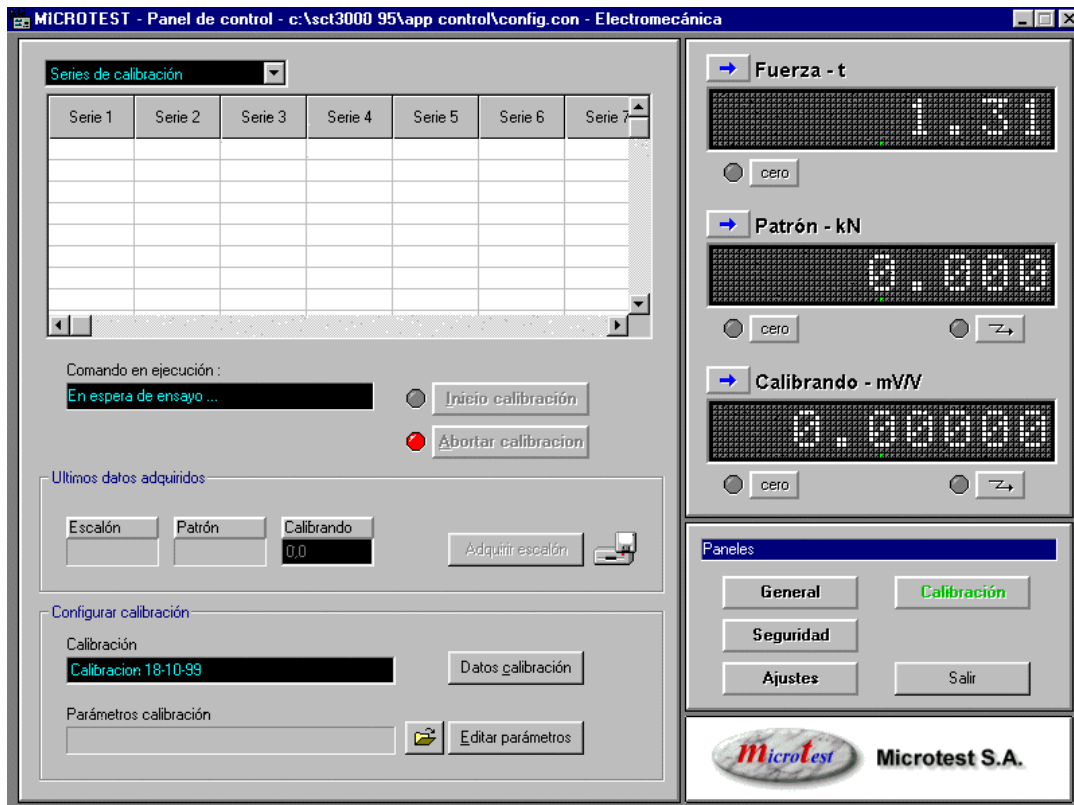 MiCROTEST - Panel de control - c:\sct3000 95\app control\config.con - Electromecánica
Series de calibración
Serie 1 Serie 2 Serie 3 Serie 4 Serie 5 Serie 6 Serie 7
Comando en ejecución :
En espera de ensayo ...
Inicio calibración
Abortar calibracion
Ultimos datos adquiridos
Escalón Patrón Calibrando
0,0
Adquirir escalón
Configurar calibración
Calibración
Calibracion 18-10-99
Datos calibración
Parámetros calibración
Editar parámetros
Fuerza - t
1.31
cero
Patrón - kN
0.000
cero
Calibrando - mV/V
0.00000
cero
Paneles
General Calibración
Seguridad
Ajustes Salir
Microtest Microtest S.A.